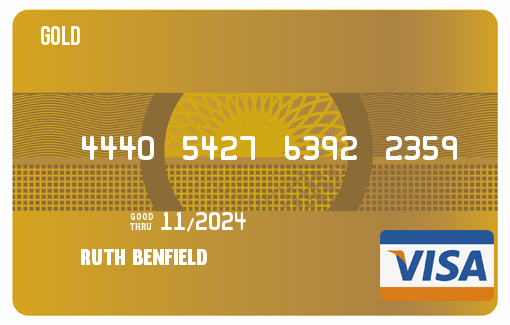 GOLD
4440 5427 6392 2359
GOOD THRU 11/2024
RUTH BENFIELD
VISA